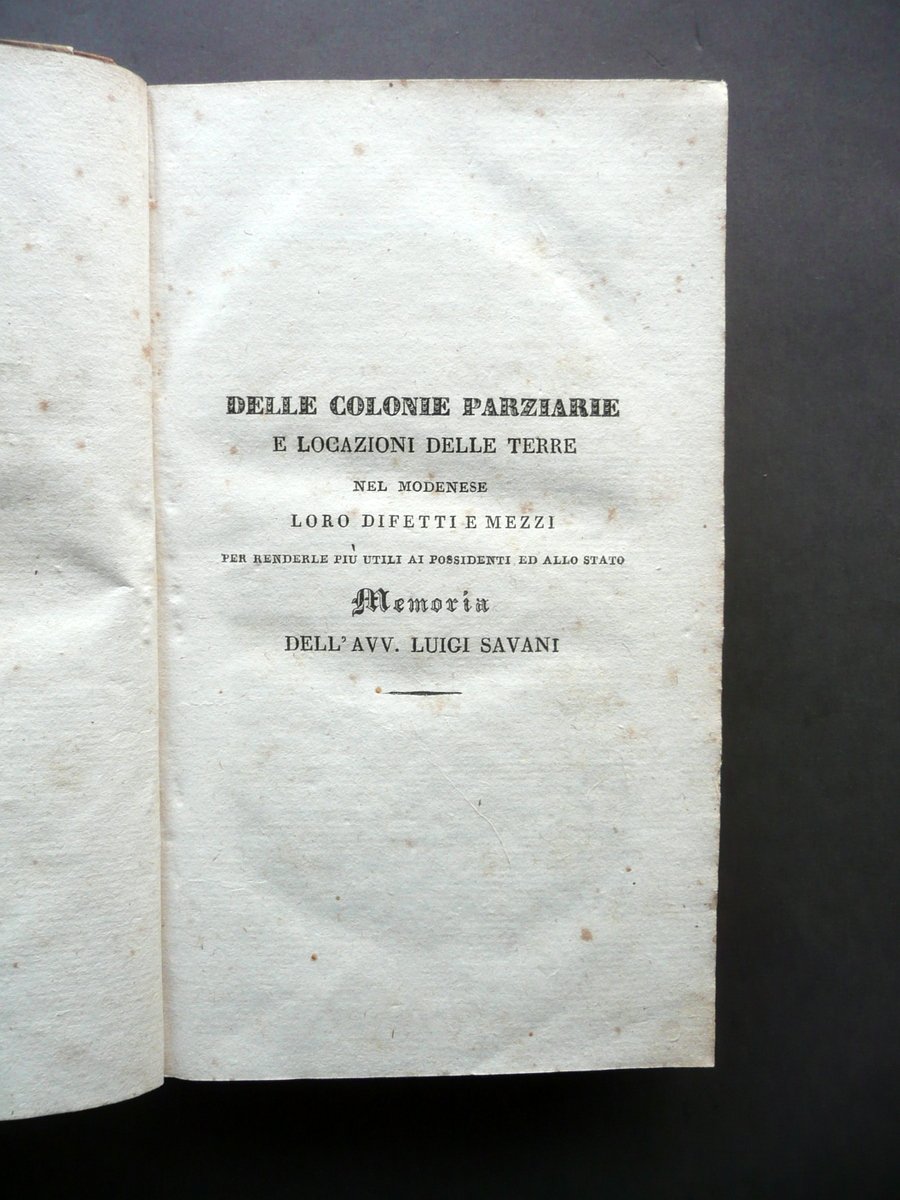 DELLE COLONIE PARZIARIE
E LOCAZIONI DELLE TERRE
NEL MODENESE
LORO DIFETTI E MEZZI
PER RENDERLE PIÙ UTILI AI POSSIDENTI ED ALLO STATO
Memoria
DELL' AVV. LUIGI SAVANI